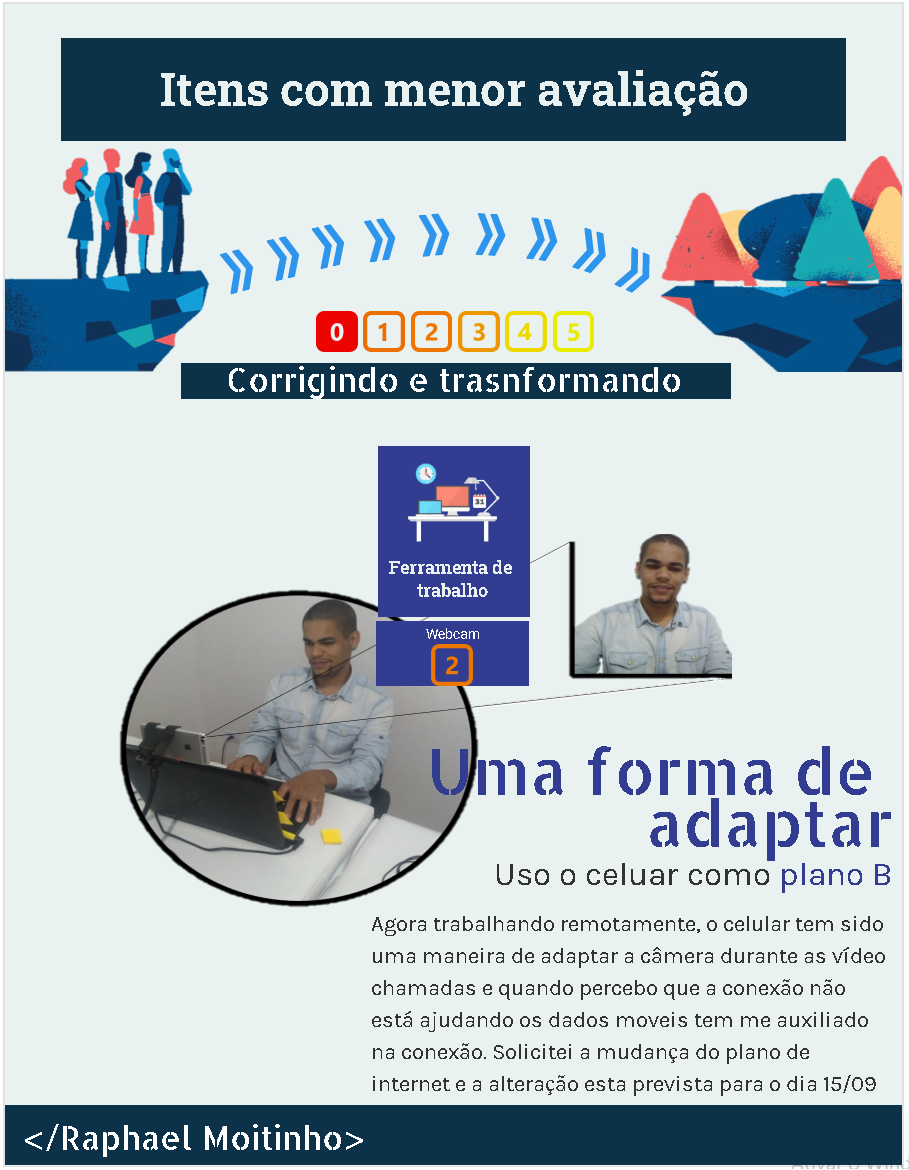 Itens com menor avaliação
0 1 2 3 4 5
Corrigindo e trasnformando
31
Ferramenta de
trabalho
Webcam
2
Uma forma de
adaptar
Uso o celuar como plano B
Agora trabalhando remotamente, o celular tem sido
uma maneira de adaptar a câmera durante as vídeo
chamadas e quando percebo que a conexão não
está ajudando os dados moveis tem me auxiliado
na conexão. Solicitei a mudança do plano de
internet e a alteração esta prevista para o dia 15/09
</Raphael Moitinho>